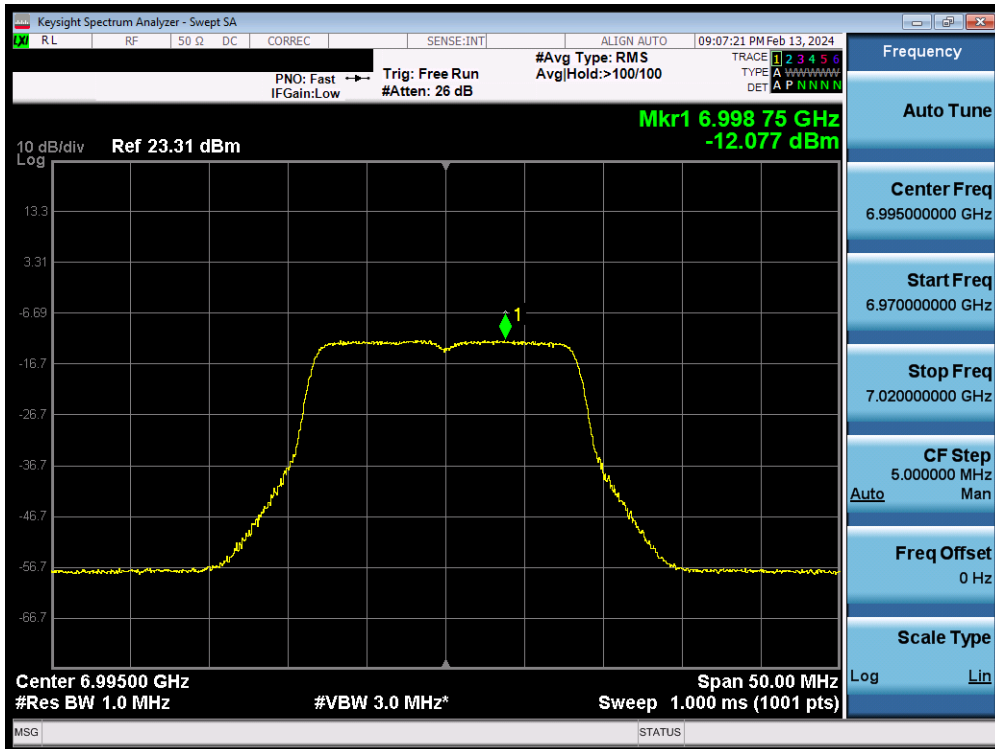 Keysight Spectrum Analyzer - Swept SA
LXI RL RF 50 Ω DC CORREC SENSE:INT ALIGN AUTO 09:07:21 PM Feb 13, 2024
PNO: Fast
IFGain:Low
Trig: Free Run
#Atten: 26 dB
#Avg Type: RMS
Avg|Hold:>100/100
TRACE 1 2 3 4 5 6
TYPE A WWWWW
DET A P N N N N
Mkr1 6.998 75 GHz
-12.077 dBm
10 dB/div Ref 23.31 dBm
Log
13.3
3.31
-6.69
-16.7
-26.7
-36.7
-46.7
-56.7
-66.7
1
Center 6.99500 GHz Span 50.00 MHz
#Res BW 1.0 MHz #VBW 3.0 MHz* Sweep 1.000 ms (1001 pts)
MSG STATUS
Frequency
Auto Tune
Center Freq
6.995000000 GHz
Start Freq
6.970000000 GHz
Stop Freq
7.020000000 GHz
CF Step
5.000000 MHz
Auto Man
Freq Offset
0 Hz
Scale Type
Log Lin